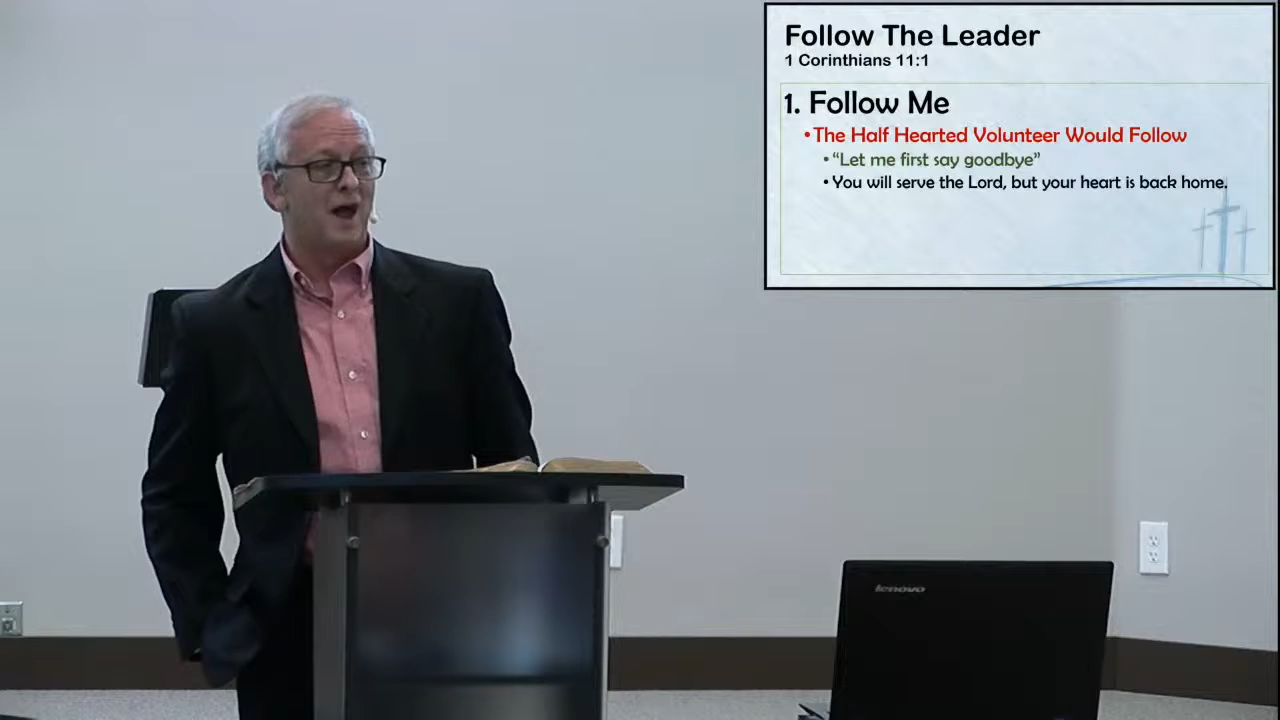 Follow The Leader
1 Corinthians 11:1
1. Follow Me
•The Half Hearted Volunteer Would Follow
•“Let me first say goodbye”
•You will serve the Lord, but your heart is back home.
lenovo